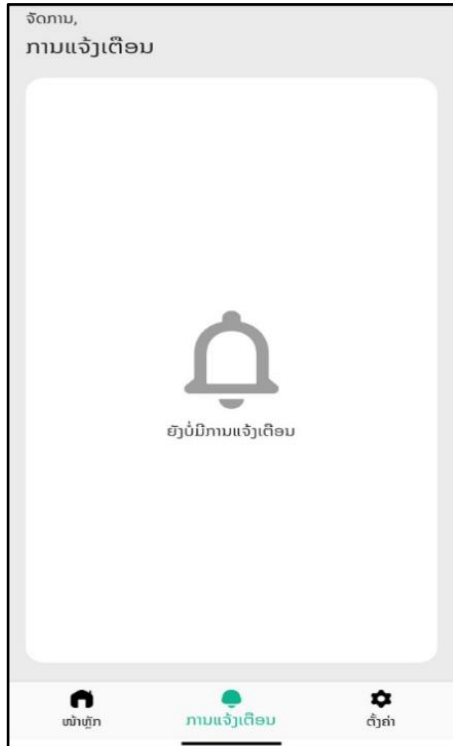 ຈັດການ,
ການແຈ້ງເຕືອນ
ຍັງບໍ່ມີການແຈ້ງເຕືອນ
ໜ້າຫຼັກ
ການແຈ້ງເຕືອນ
ຕັ້ງຄ່າ